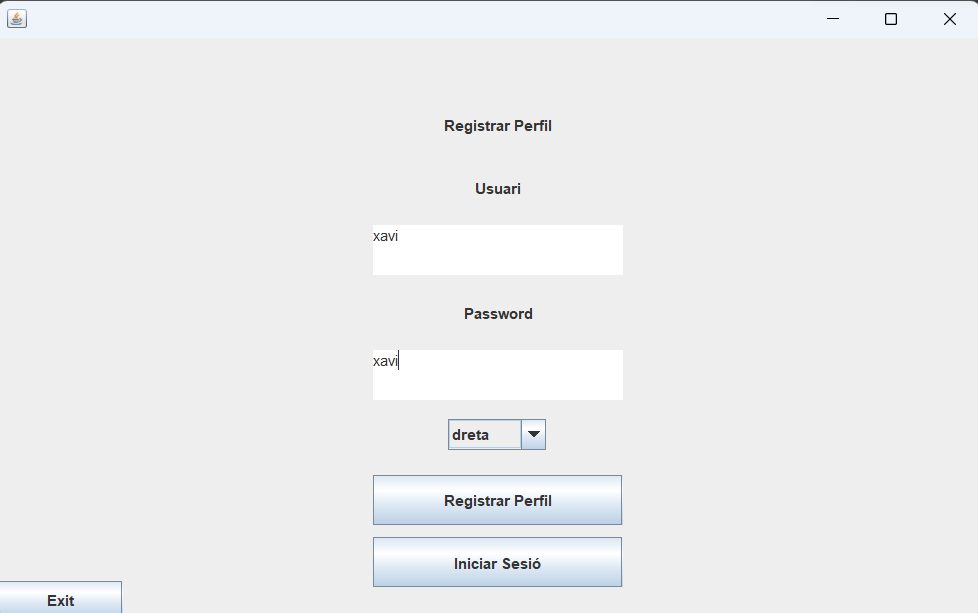 Registrar Perfil
Usuari
xavi
Password
xavi
dreta
Registrar Perfil
Iniciar Sesió
Exit